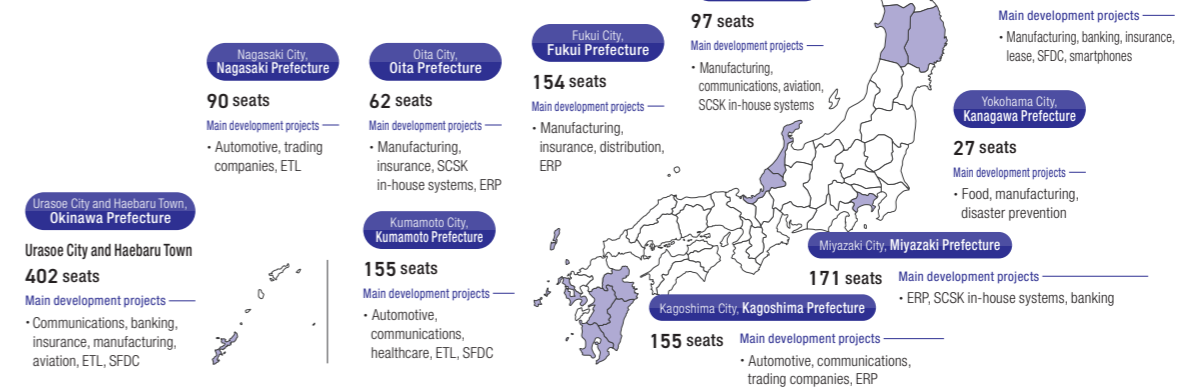 97 seats
Main development projects
• Manufacturing,
communications, aviation,
SCSK in-house systems
Main development projects
• Manufacturing, banking, insurance,
lease, SFDC, smartphones
Nagasaki City,
Nagasaki Prefecture
90 seats
Main development projects
• Automotive, trading
companies, ETL
Oita City,
Oita Prefecture
62 seats
Main development projects
• Manufacturing,
insurance, SCSK
in-house systems, ERP
Fukui City,
Fukui Prefecture
154 seats
Main development projects
• Manufacturing,
insurance, distribution,
ERP
Yokohama City,
Kanagawa Prefecture
27 seats
Main development projects
• Food, manufacturing,
disaster prevention
Urasoe City and Haebaru Town,
Okinawa Prefecture
Urasoe City and Haebaru Town
402 seats
Main development projects
• Communications, banking,
insurance, manufacturing,
aviation, ETL, SFDC
Kumamoto City,
Kumamoto Prefecture
155 seats
Main development projects
• Automotive,
communications,
healthcare, ETL, SFDC
Miyazaki City, Miyazaki Prefecture
171 seats
Main development projects
• ERP, SCSK in-house systems, banking
Kagoshima City, Kagoshima Prefecture
155 seats
Main development projects
• Automotive, communications,
trading companies, ERP